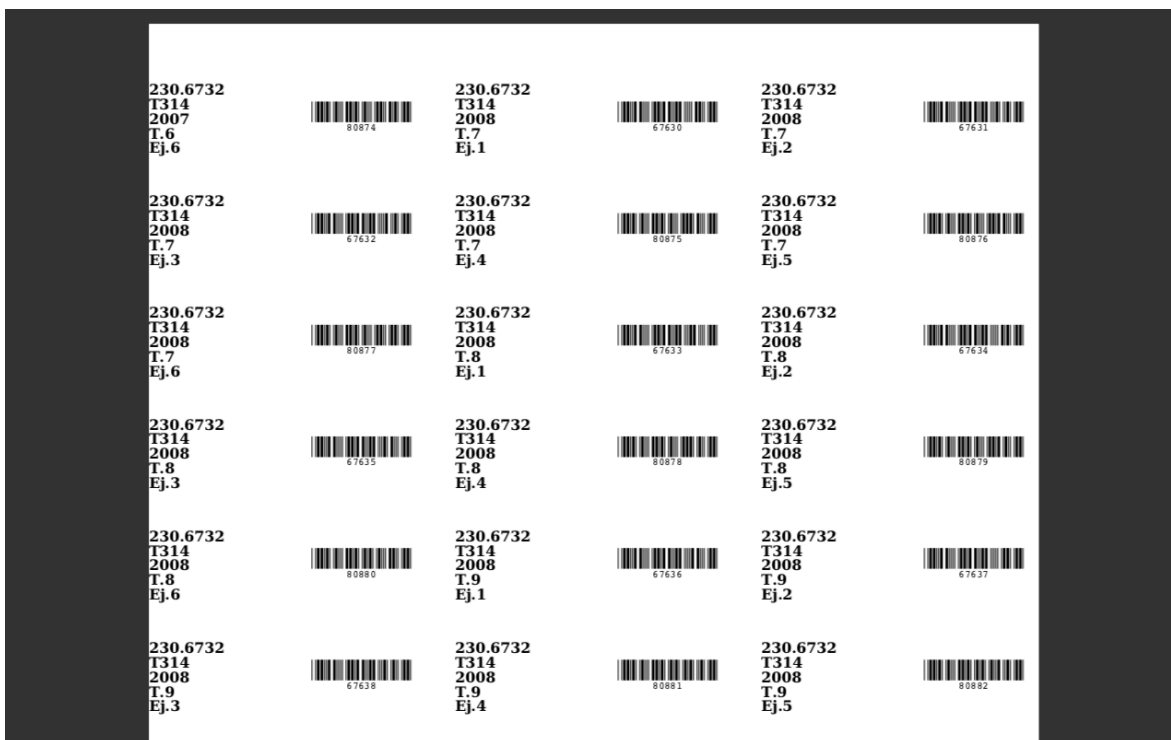 230.6732
T314
2007
T.6
Ej.6
80874
230.6732
T314
2008
T.7
Ej.1
67630
230.6732
T314
2008
T.7
Ej.2
67631
230.6732
T314
2008
T.7
Ej.3
67632
230.6732
T314
2008
T.7
Ej.4
80875
230.6732
T314
2008
T.7
Ej.5
80876
230.6732
T314
2008
T.7
Ej.6
80877
230.6732
T314
2008
T.8
Ej.1
67633
230.6732
T314
2008
T.8
Ej.2
67634
230.6732
T314
2008
T.8
Ej.3
67635
230.6732
T314
2008
T.8
Ej.4
80878
230.6732
T314
2008
T.8
Ej.5
80879
230.6732
T314
2008
T.8
Ej.6
80880
230.6732
T314
2008
T.9
Ej.1
67636
230.6732
T314
2008
T.9
Ej.2
67637
230.6732
T314
2008
T.9
Ej.3
67638
230.6732
T314
2008
T.9
Ej.4
80881
230.6732
T314
2008
T.9
Ej.5
80882